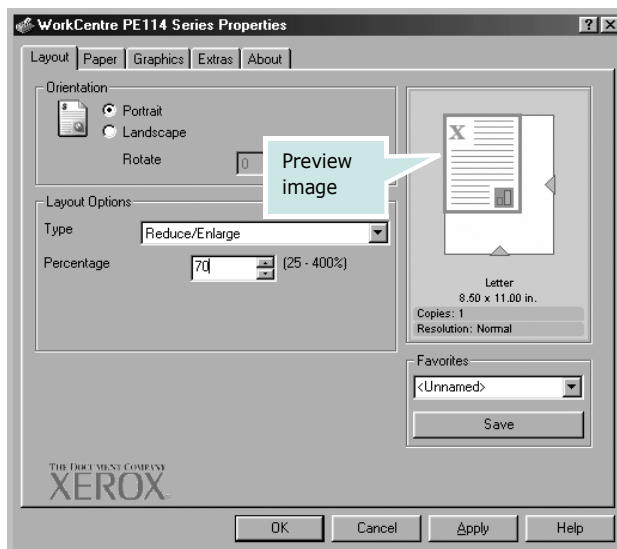 WorkCentre PE114 Series Properties
Layout Paper Graphics Extras About
Orientation
Portrait
Landscape
Rotate 0
Preview
image
Layout Options
Type Reduce/Enlarge
Percentage 70 (25 - 400%)
X
Letter
8.50 x 11.00 in.
Copies: 1
Resolution: Normal
Favorites
<Unnamed>
Save
THE DOCUMENT COMPANY
XEROX
OK Cancel Apply Help